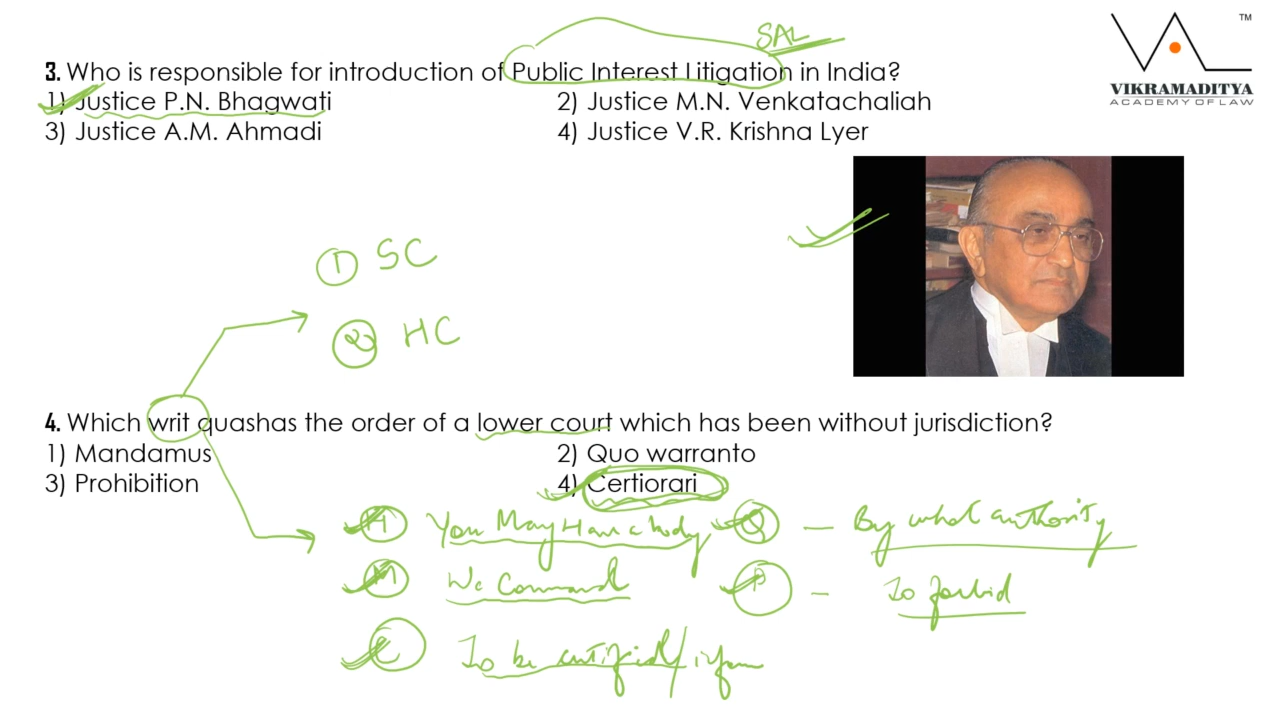 SAL
TM
3. Who is responsible for introduction of Public Interest Litigation in India?
1) Justice P.N. Bhagwati
2) Justice M.N. Venkatachaliah
3) Justice A.M. Ahmadi
4) Justice V.R. Krishna Lyer
VIKRAMADITYA
ACADEMY OF LAW
① SC
② HC
4. Which writ quashas the order of a lower court which has been without jurisdiction?
1) Mandamus
2) Quo warranto
3) Prohibition
4) Certiorari
H You May Have body
Q — By what authority
M We Command
P — To forbid
C To be certified/